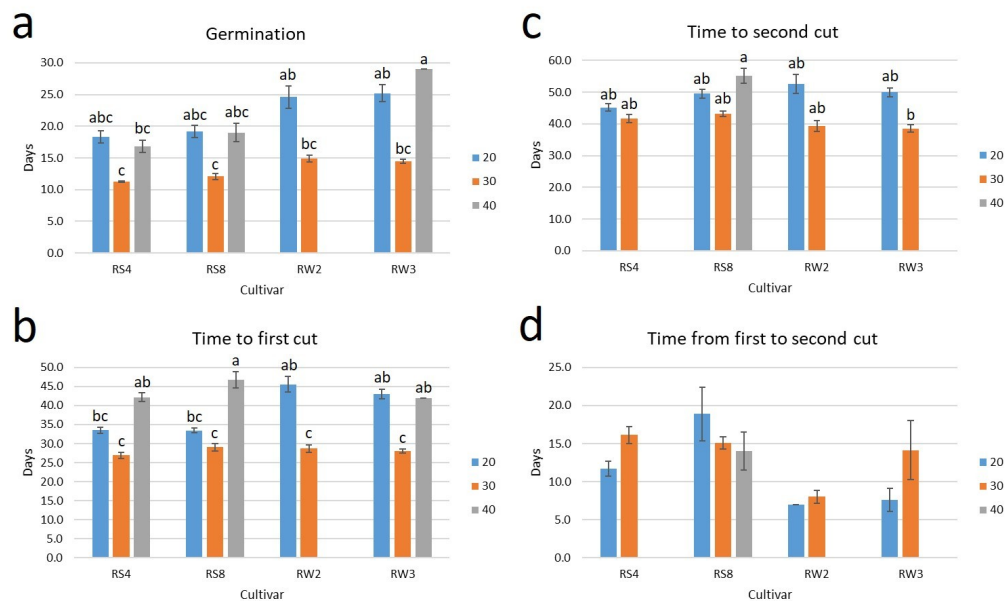 a
Germination
30.0
25.0
20.0
15.0
10.0
5.0
0.0
Days
abc
c
bc
abc
c
abc
ab
bc
ab
bc
a
RS4
RS8
RW2
RW3
Cultivar
20
30
40
b
Time to first cut
50.0
45.0
40.0
35.0
30.0
25.0
20.0
15.0
10.0
5.0
0.0
Days
bc
c
ab
bc
c
a
ab
c
ab
c
ab
RS4
RS8
RW2
RW3
Cultivar
20
30
40
c
Time to second cut
60.0
50.0
40.0
30.0
20.0
10.0
0.0
Days
ab
ab
ab
ab
a
ab
ab
ab
b
RS4
RS8
RW2
RW3
Cultivar
20
30
40
d
Time from first to second cut
25.0
20.0
15.0
10.0
5.0
0.0
Days
RS4
RS8
RW2
RW3
Cultivar
20
30
40